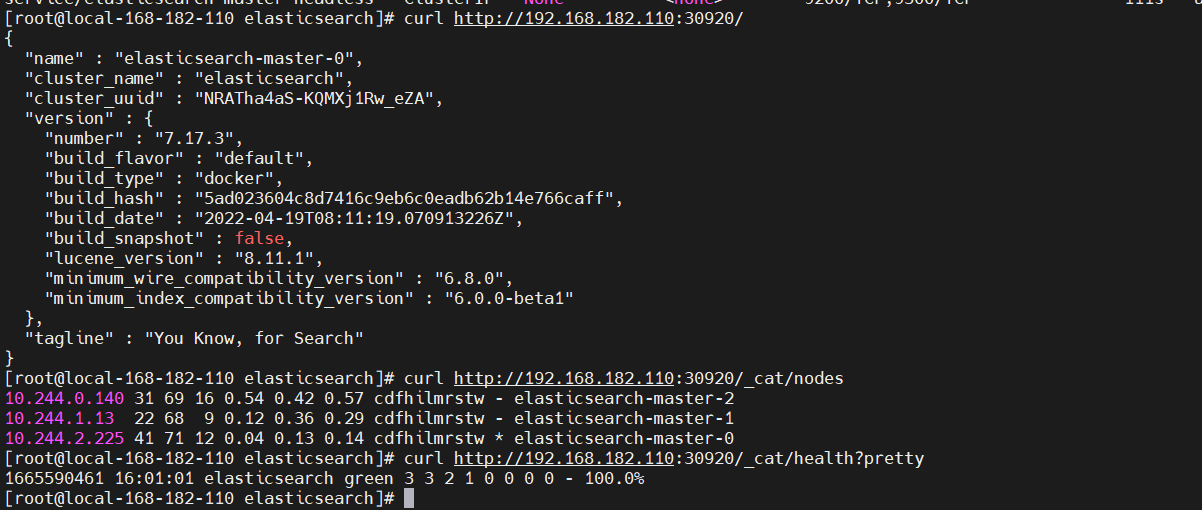 [root@local-168-182-110 elasticsearch]# curl http://192.168.182.110:30920/
{
  "name" : "elasticsearch-master-0",
  "cluster_name" : "elasticsearch",
  "cluster_uuid" : "NRATha4aS-KQMXj1Rw_eZA",
  "version" : {
    "number" : "7.17.3",
    "build_flavor" : "default",
    "build_type" : "docker",
    "build_hash" : "5ad023604c8d7416c9eb6c0eadb62b14e766caff",
    "build_date" : "2022-04-19T08:11:19.070913226Z",
    "build_snapshot" : false,
    "lucene_version" : "8.11.1",
    "minimum_wire_compatibility_version" : "6.8.0",
    "minimum_index_compatibility_version" : "6.0.0-beta1"
  },
  "tagline" : "You Know, for Search"
}
[root@local-168-182-110 elasticsearch]# curl http://192.168.182.110:30920/_cat/nodes
10.244.0.140 31 69 16 0.54 0.42 0.57 cdfhilmrstw - elasticsearch-master-2
10.244.1.13  22 68  9 0.12 0.36 0.29 cdfhilmrstw - elasticsearch-master-1
10.244.2.225 41 71 12 0.04 0.13 0.14 cdfhilmrstw * elasticsearch-master-0
[root@local-168-182-110 elasticsearch]# curl http://192.168.182.110:30920/_cat/health?pretty
1665590461 16:01:01 elasticsearch green 3 3 2 1 0 0 0 0 - 100.0%
[root@local-168-182-110 elasticsearch]#